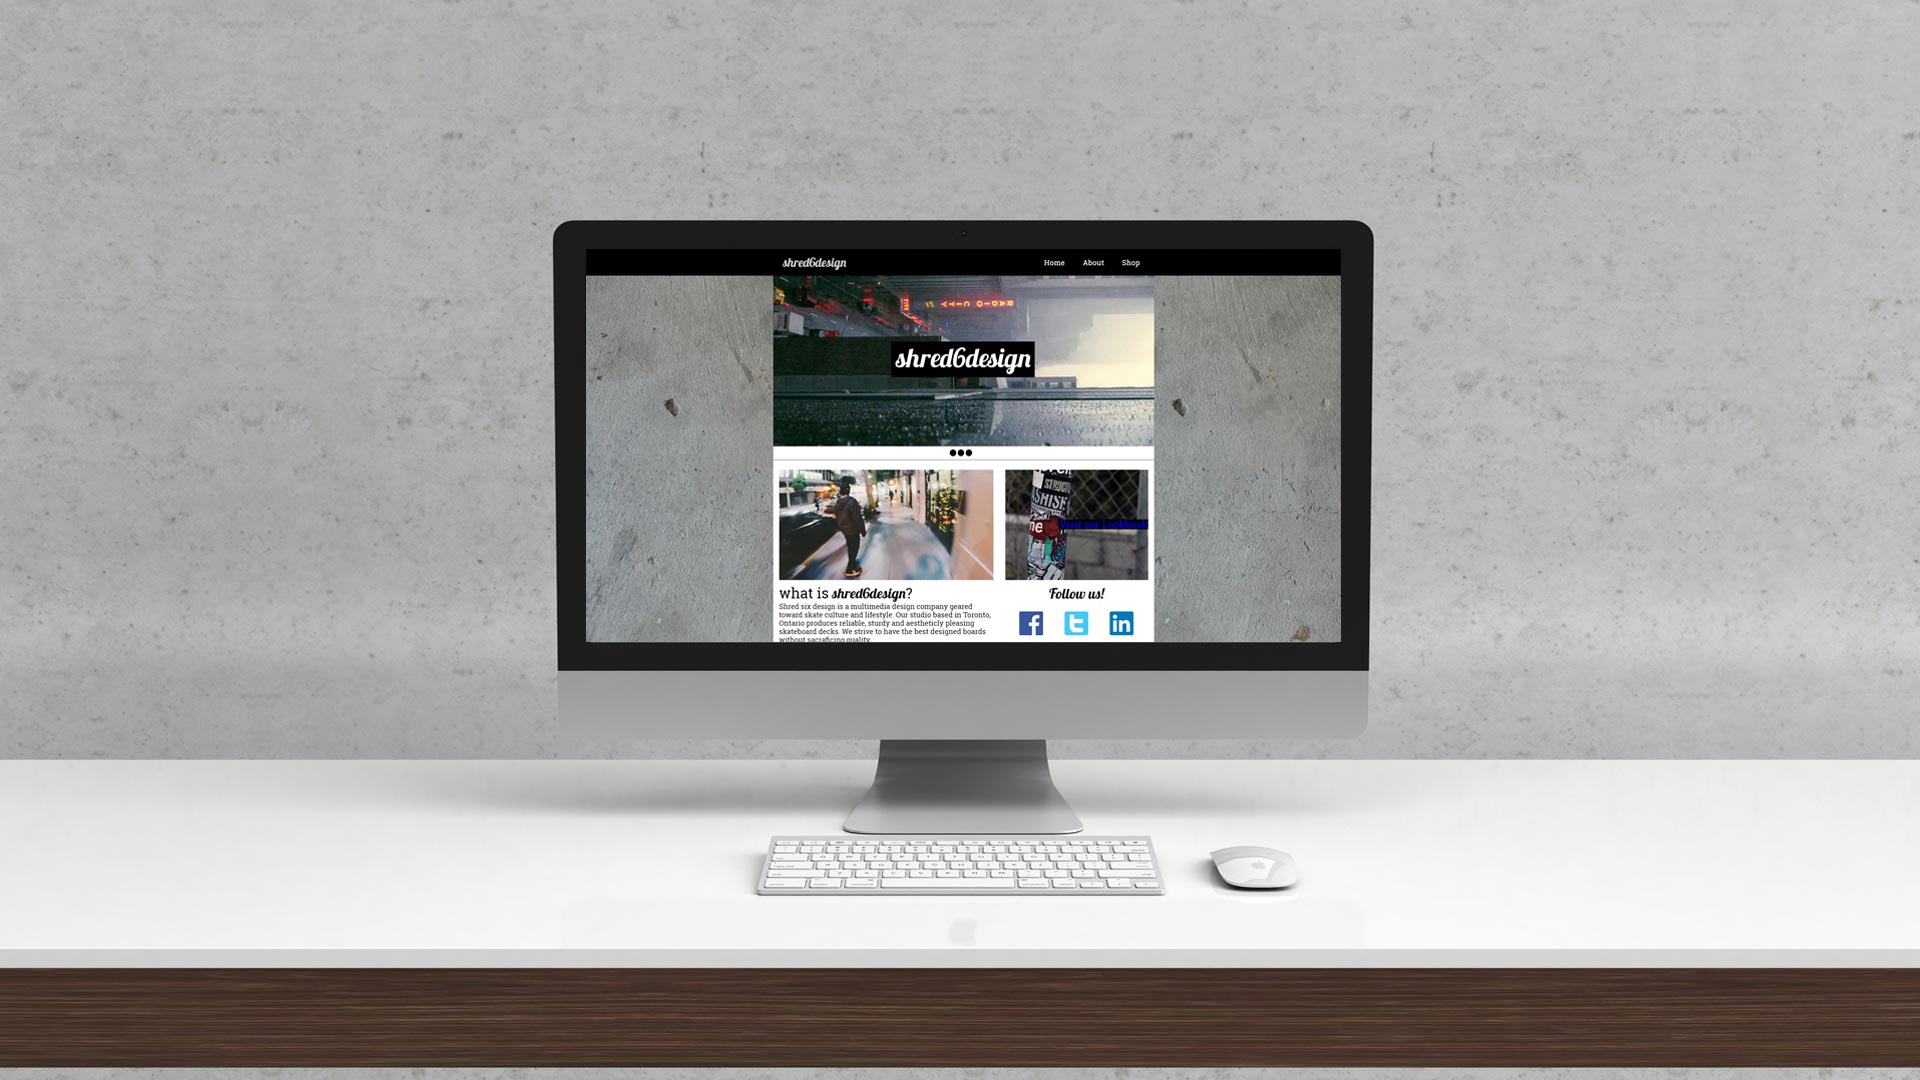 shred6design
Home About Shop
RADIO CITY
shred6design
Visit our LookBook
what is shred6design?
Shred six design is a multimedia design company geared
toward skate culture and lifestyle. Our studio based in Toronto,
Ontario produces reliable, sturdy and aestheticly pleasing
skateboard decks. We strive to have the best designed boards
without sacraficing quality.
Follow us!